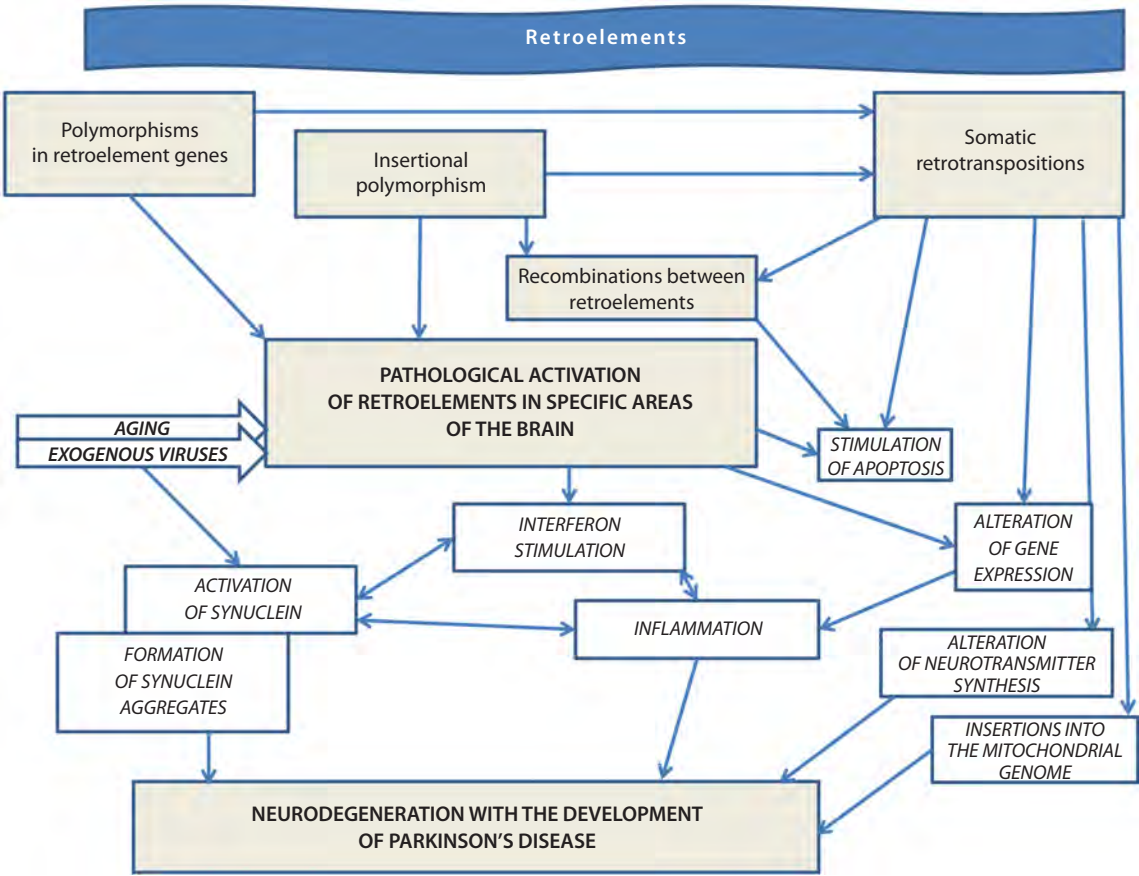 Retroelements
Polymorphisms
in retroelement genes
Insertional
polymorphism
Somatic
retrotranspositions
Recombinations between
retroelements
PATHOLOGICAL ACTIVATION
OF RETROELEMENTS IN SPECIFIC AREAS
OF THE BRAIN
AGING
EXOGENOUS VIRUSES
STIMULATION
OF APOPTOSIS
INTERFERON
STIMULATION
ALTERATION
OF GENE
EXPRESSION
ACTIVATION
OF SYNUCLEIN
INFLAMMATION
FORMATION
OF SYNUCLEIN
AGGREGATES
ALTERATION
OF NEUROTRANSMITTER
SYNTHESIS
INSERTIONS INTO
THE MITOCHONDRIAL
GENOME
NEURODEGENERATION WITH THE DEVELOPMENT
OF PARKINSON’S DISEASE